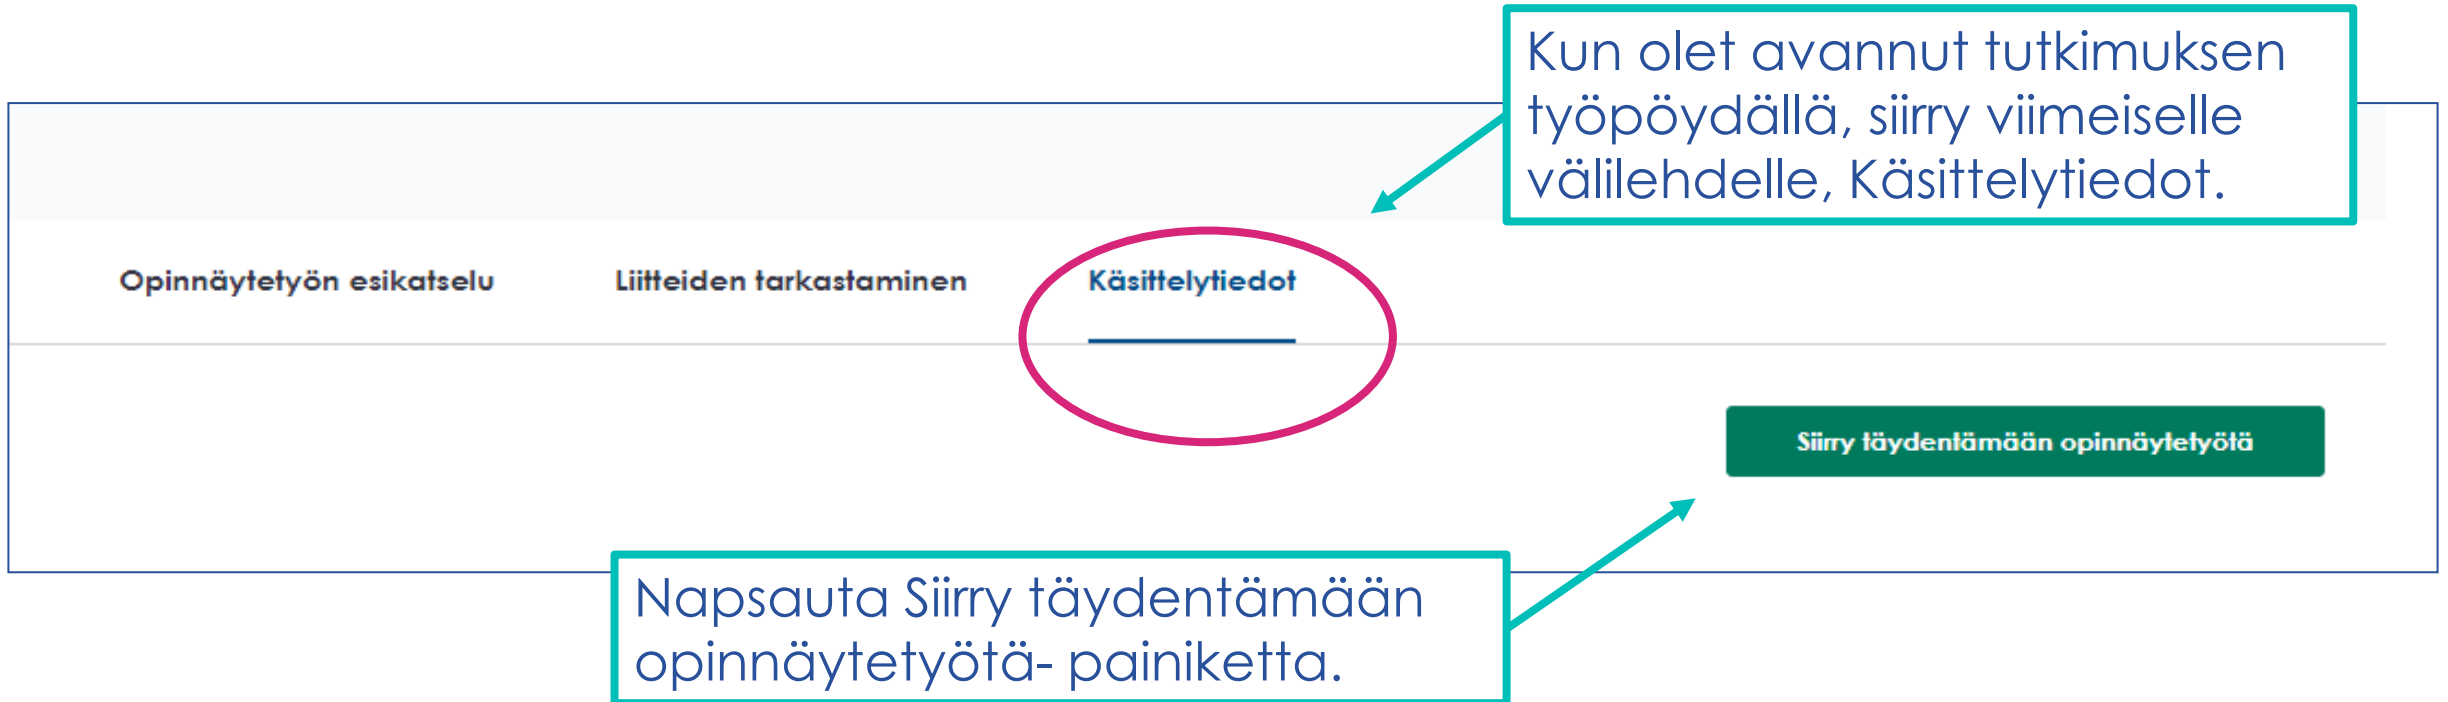 Kun olet avannut tutkimuksen
työpöydällä, siirry viimeiselle
välilehdelle, Käsittelytiedot.
Opinnäytetyön esikatselu
Liitteiden tarkastaminen
Käsittelytiedot
Siirry täydentämään opinnäytetyötä
Napsauta Siirry täydentämään
opinnäytetyötä- painiketta.